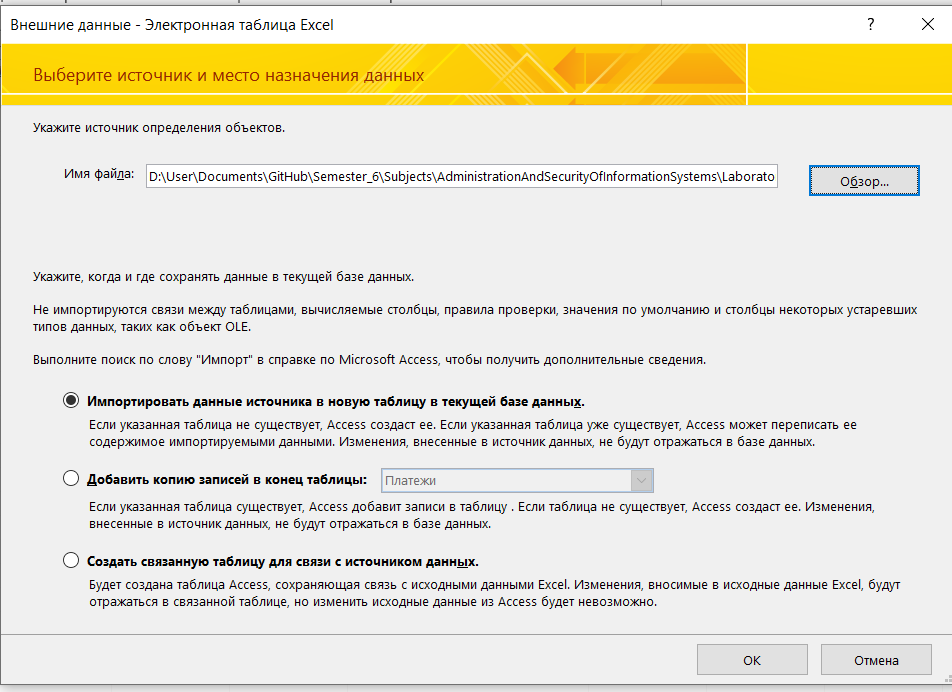 Внешние данные - Электронная таблица Excel
?
Выберите источник и место назначения данных
Укажите источник определения объектов.
Имя файла: D:\User\Documents\GitHub\Semester_6\Subjects\AdministrationAndSecurityOfInformationSystems\Laborato Обзор...
Укажите, когда и где сохранять данные в текущей базе данных.
Не импортируются связи между таблицами, вычисляемые столбцы, правила проверки, значения по умолчанию и столбцы некоторых устаревших
типов данных, таких как объект OLE.
Выполните поиск по слову "Импорт" в справке по Microsoft Access, чтобы получить дополнительные сведения.
Импортировать данные источника в новую таблицу в текущей базе данных.
Если указанная таблица не существует, Access создаст ее. Если указанная таблица уже существует, Access может переписать ее
содержимое импортируемыми данными. Изменения, внесенные в источник данных, не будут отражаться в базе данных.
Добавить копию записей в конец таблицы: Платежи
Если указанная таблица существует, Access добавит записи в таблицу . Если таблица не существует, Access создаст ее. Изменения,
внесенные в источник данных, не будут отражаться в базе данных.
Создать связанную таблицу для связи с источником данных.
Будет создана таблица Access, сохраняющая связь с исходными данными Excel. Изменения, вносимые в исходные данные Excel, будут
отражаться в связанной таблице, но изменить исходные данные из Access будет невозможно.
ОК Отмена